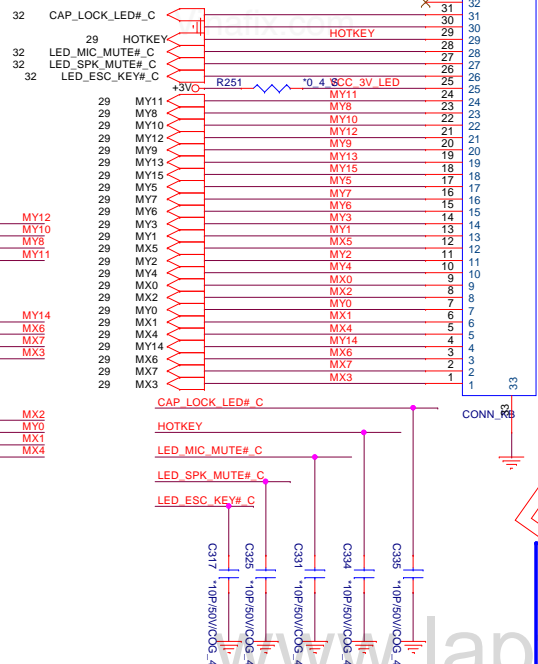 32
32 CAP_LOCK_LED#_C 31 31
30 30
29 HOTKEY HOTKEY 29 29
32 LED_MIC_MUTE#_C 28 28
32 LED_SPK_MUTE#_C 27 27
32 LED_ESC_KEY#_C 26 26
+3V R251 *0_4_S VCC_3V_LED 25 25
29 MY11 MY11 24 24
29 MY8 MY8 23 23
29 MY10 MY10 22 22
29 MY12 MY12 21 21
29 MY9 MY9 20 20
29 MY13 MY13 19 19
29 MY15 MY15 18 18
29 MY5 MY5 17 17
29 MY7 MY7 16 16
29 MY6 MY6 15 15
MY12 29 MY3 MY3 14 14
MY10 29 MY1 MY1 13 13
MY8 29 MX5 MX5 12 12
MY11 29 MY2 MY2 11 11
29 MY4 MY4 10 10
29 MX0 MX0 9 9
29 MX2 MX2 8 8
29 MY0 MY0 7 7
MY14 29 MX1 MX1 6 6
MX6 29 MX4 MX4 5 5
MX7 29 MY14 MY14 4 4
MX3 29 MX6 MX6 3 3
29 MX7 MX7 2 2
29 MX3 MX3 1 1
33
33
CONN_KB
CAP_LOCK_LED#_C
MX2
MY0 HOTKEY
MX1
MX4
LED_MIC_MUTE#_C
LED_SPK_MUTE#_C
LED_ESC_KEY#_C
C317 *10P/50V/COG_4
C325 *10P/50V/COG_4
C331 *10P/50V/COG_4
C334 *10P/50V/COG_4
C335 *10P/50V/COG_4
www.lap